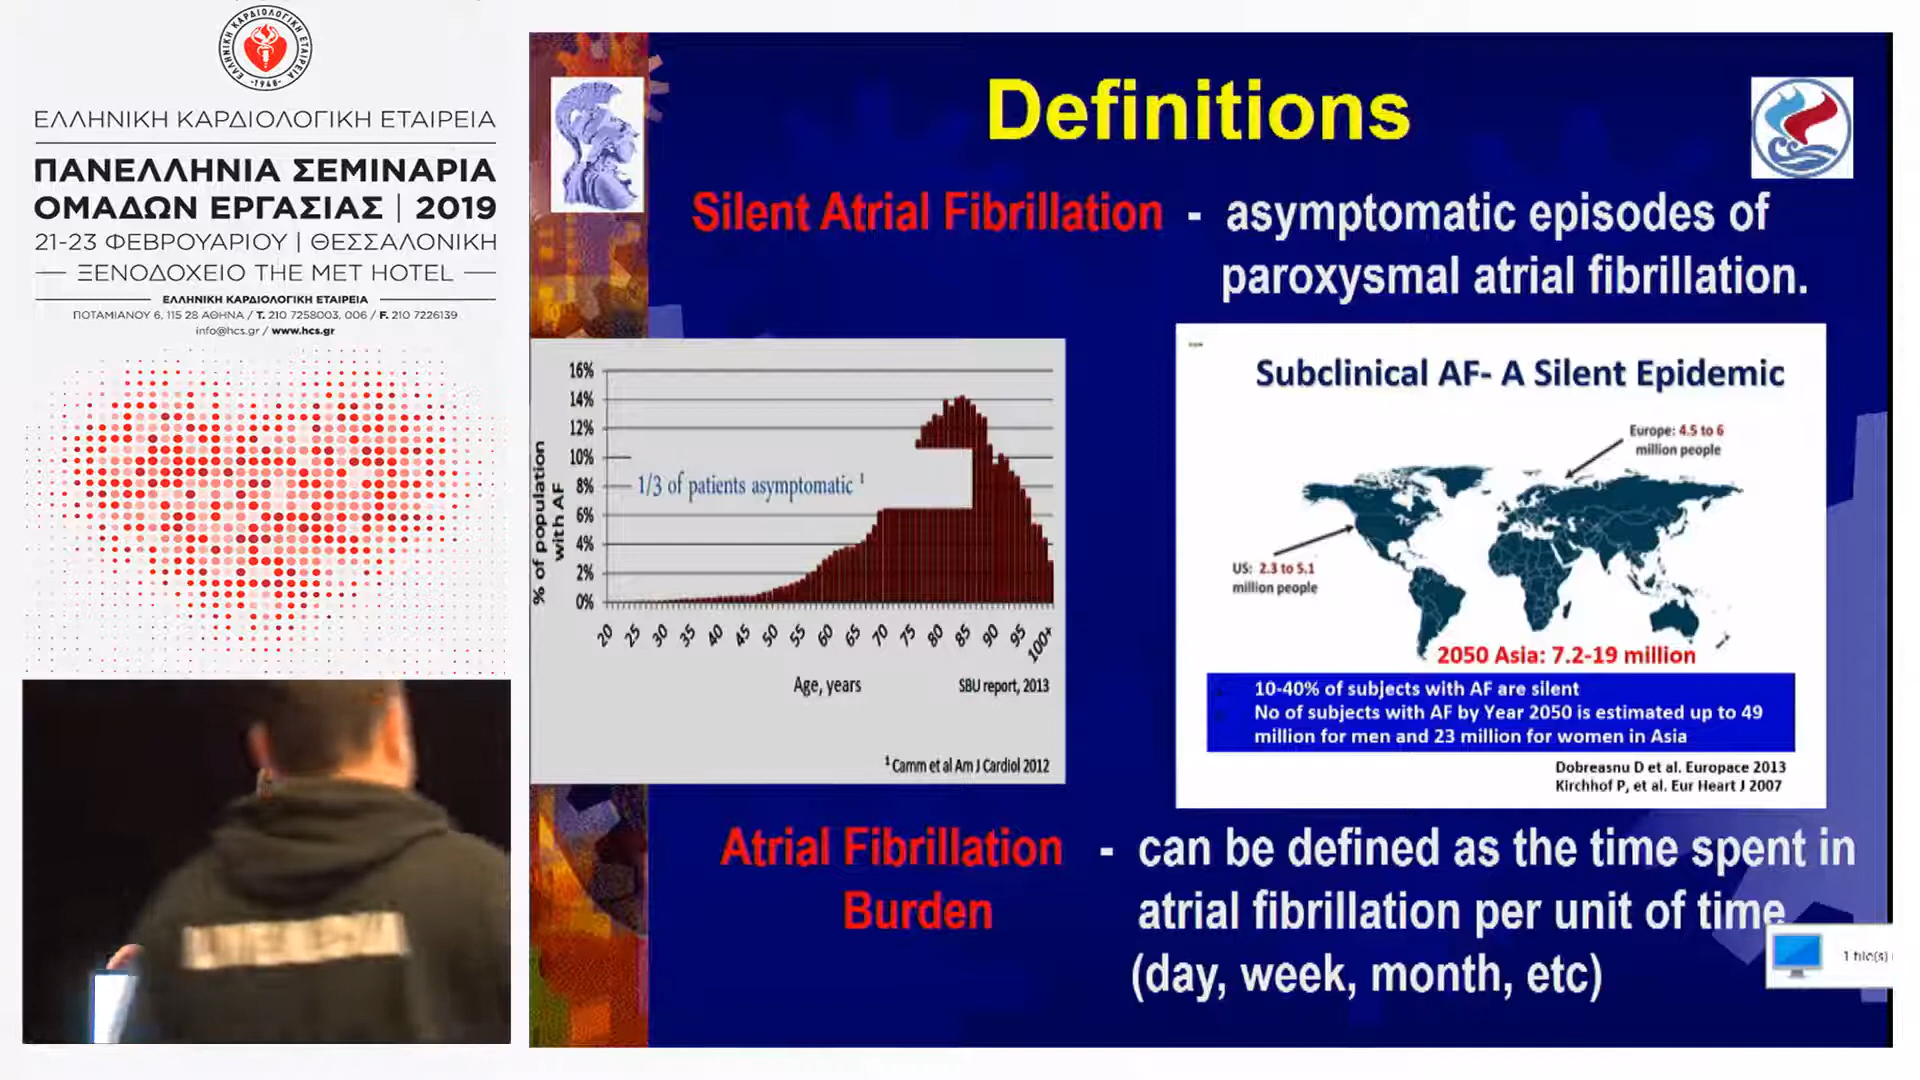 ΕΛΛΗΝΙΚΗ ΚΑΡΔΙΟΛΟΓΙΚΗ ΕΤΑΙΡΕΙΑ
-1948-
ΕΛΛΗΝΙΚΗ ΚΑΡΔΙΟΛΟΓΙΚΗ ΕΤΑΙΡΕΙΑ
ΠΑΝΕΛΛΗΝΙΑ ΣΕΜΙΝΑΡΙΑ
ΟΜΑΔΩΝ ΕΡΓΑΣΙΑΣ | 2019
21-23 ΦΕΒΡΟΥΑΡΙΟΥ | ΘΕΣΣΑΛΟΝΙΚΗ
ΞΕΝΟΔΟΧΕΙΟ THE MET HOTEL
ΕΛΛΗΝΙΚΗ ΚΑΡΔΙΟΛΟΓΙΚΗ ΕΤΑΙΡΕΙΑ
ΠΟΤΑΜΙΑΝΟΥ 6, 115 28 ΑΘΗΝΑ / T. 210 7258003, 006 / F. 210 7226139
info@hcs.gr / www.hcs.gr
Definitions
Silent Atrial Fibrillation - asymptomatic episodes of
paroxysmal atrial fibrillation.
16%
14%
12%
10%
8%
6%
4%
2%
0%
% of population
with AF
1/3 of patients asymptomatic 1
20 25 30 35 40 45 50 55 60 65 70 75 80 85 90 95 100+
Age, years
SBU report, 2013
1 Camm et al Am J Cardiol 2012
Subclinical AF- A Silent Epidemic
Europe: 4.5 to 6
million people
US: 2.3 to 5.1
million people
2050 Asia: 7.2-19 million
10-40% of subjects with AF are silent
No of subjects with AF by Year 2050 is estimated up to 49
million for men and 23 million for women in Asia
Dobreasnu D et al. Europace 2013
Kirchhof P, et al. Eur Heart J 2007
Atrial Fibrillation - can be defined as the time spent in
Burden atrial fibrillation per unit of time
(day, week, month, etc)
1 file(s)